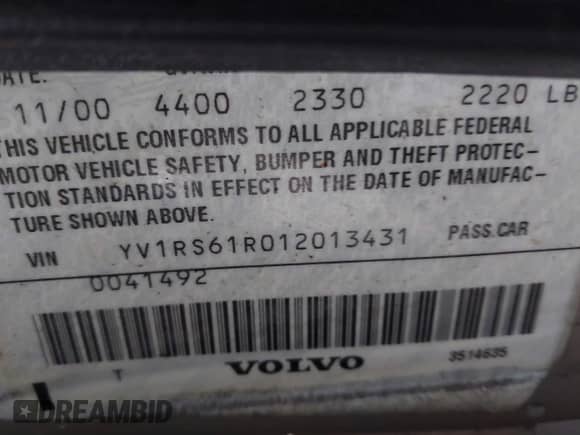 DATE:
11/00 4400 2330 2220 LB
THIS VEHICLE CONFORMS TO ALL APPLICABLE FEDERAL
MOTOR VEHICLE SAFETY, BUMPER AND THEFT PROTEC-
TION STANDARDS IN EFFECT ON THE DATE OF MANUFAC-
TURE SHOWN ABOVE.
VIN YV1RS61R012013431 PASS.CAR
0041492
T VOLVO 3514635
DREAMBID